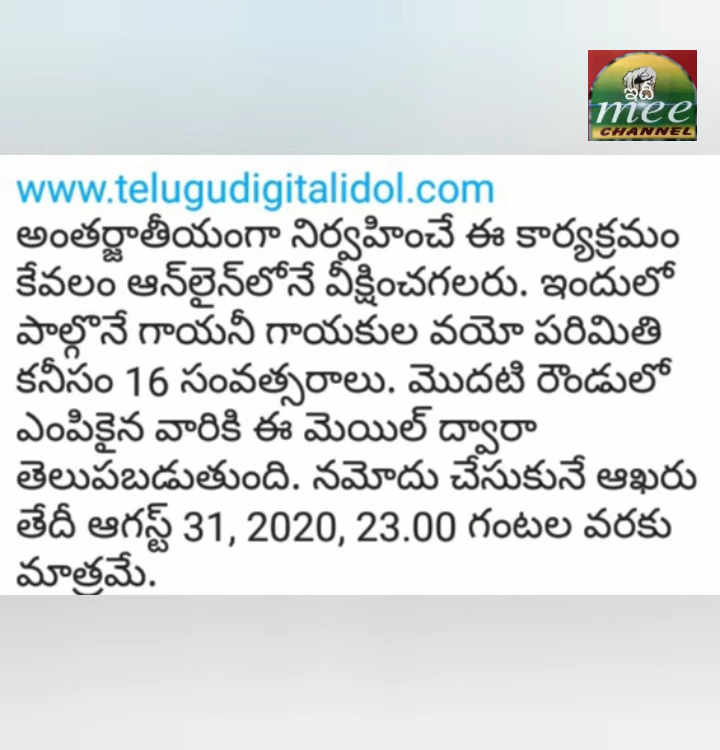 ఇది
mee
CHANNEL
www.telugudigitalidol.com
అంతర్జాతీయంగా నిర్వహించే ఈ కార్యక్రమం
కేవలం ఆన్‌లైన్‌లోనే వీక్షించగలరు. ఇందులో
పాల్గొనే గాయనీ గాయకుల వయో పరిమితి
కనీసం 16 సంవత్సరాలు. మొదటి రౌండులో
ఎంపికైన వారికి ఈ మెయిల్ ద్వారా
తెలుపబడుతుంది. నమోదు చేసుకునే ఆఖరు
తేదీ ఆగస్ట్ 31, 2020, 23.00 గంటల వరకు
మాత్రమే.